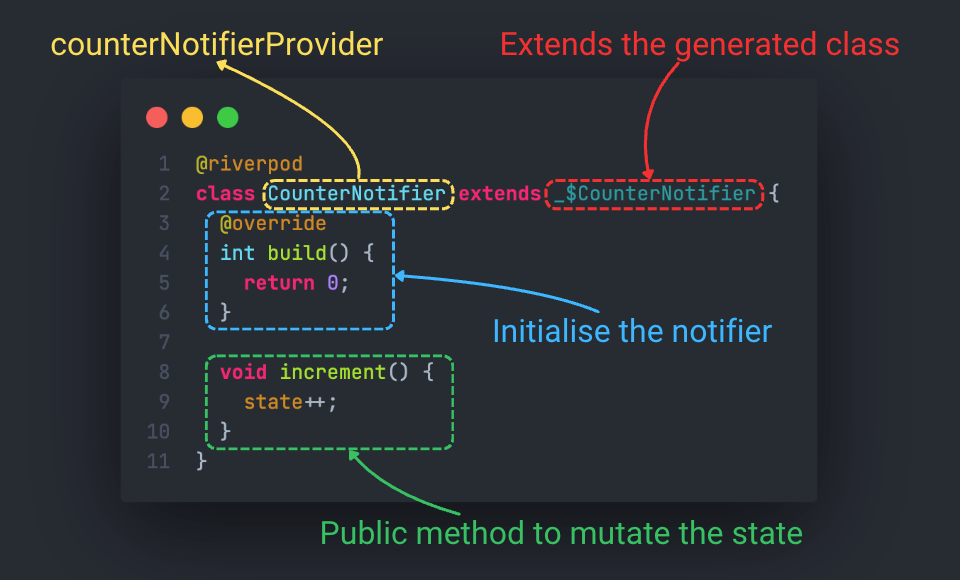 counterNotifierProvider
Extends the generated class
1 @riverpod
2 class CounterNotifier extends _$CounterNotifier {
3 @override
4 int build() {
5 return 0;
6 }
7
8 void increment() {
9 state++;
10 }
11 }
Initialise the notifier
Public method to mutate the state